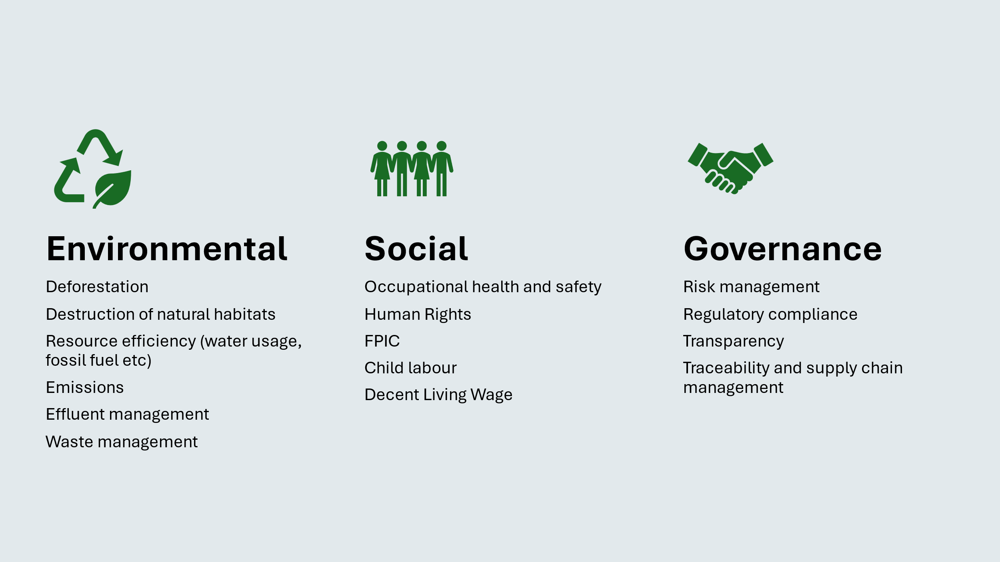 Environmental
Deforestation
Destruction of natural habitats
Resource efficiency (water usage,
fossil fuel etc)
Emissions
Effluent management
Waste management
Social
Occupational health and safety
Human Rights
FPIC
Child labour
Decent Living Wage
Governance
Risk management
Regulatory compliance
Transparency
Traceability and supply chain
management